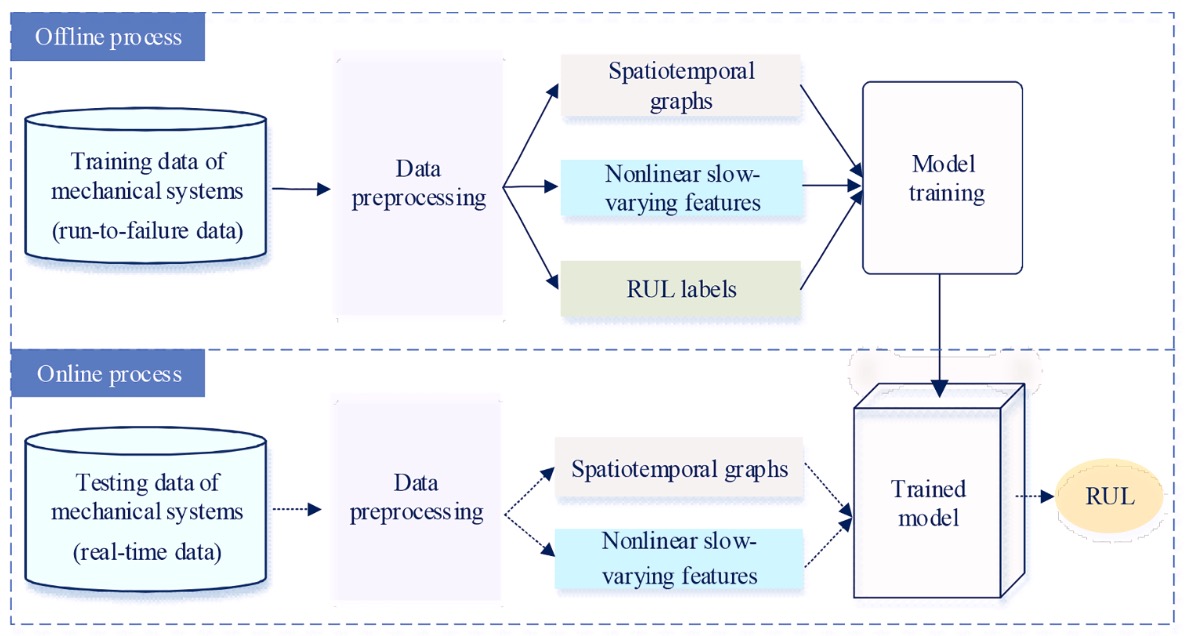 Offline process
Training data of
mechanical systems
(run-to-failure data)
Data
preprocessing
Spatiotemporal
graphs
Nonlinear slow-
varying features
RUL labels
Model
training
Online process
Testing data of
mechanical systems
(real-time data)
Data
preprocessing
Spatiotemporal graphs
Nonlinear slow-
varying features
Trained
model
RUL